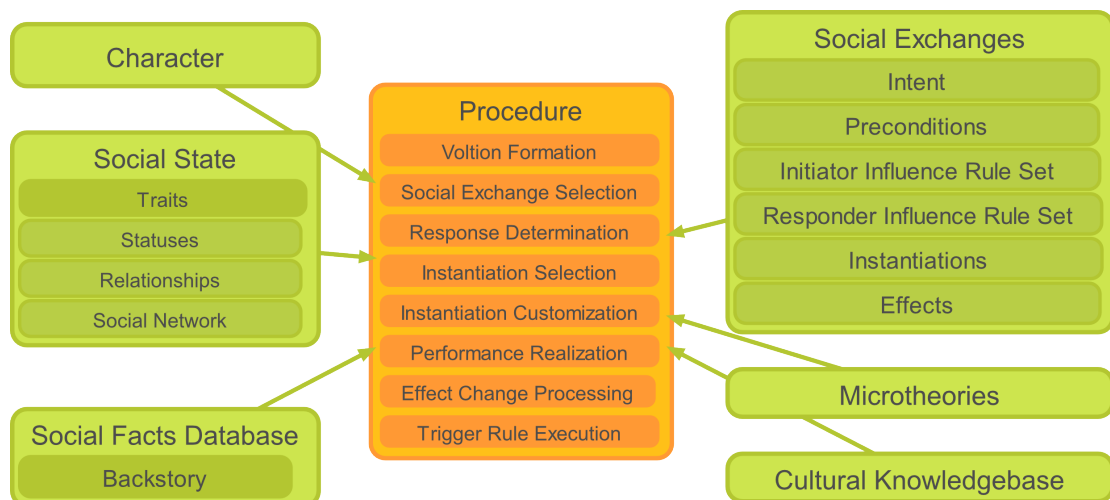 Character
Social State
Traits
Statuses
Relationships
Social Network
Social Facts Database
Backstory
Procedure
Voltion Formation
Social Exchange Selection
Response Determination
Instantiation Selection
Instantiation Customization
Performance Realization
Effect Change Processing
Trigger Rule Execution
Social Exchanges
Intent
Preconditions
Initiator Influence Rule Set
Responder Influence Rule Set
Instantiations
Effects
Microtheories
Cultural Knowledgebase